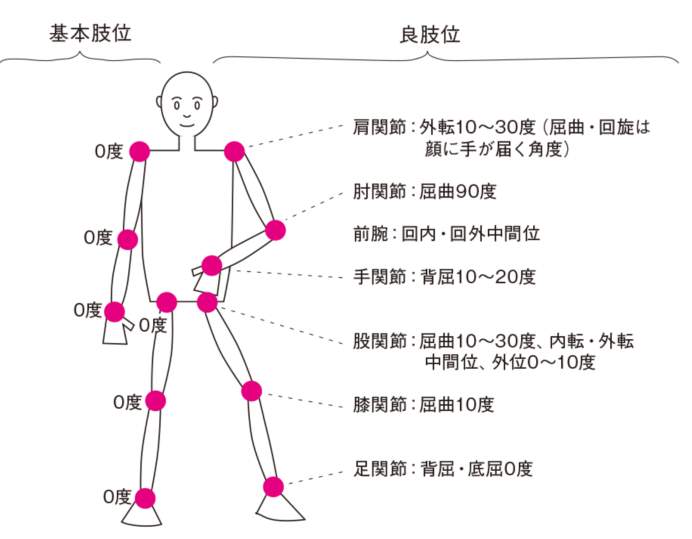 基本肢位
良肢位
0度
0度
0度
0度
0度
0度
肩関節：外転10〜30度（屈曲・回旋は
顔に手が届く角度）
肘関節：屈曲90度
前腕：回内・回外中間位
手関節：背屈10〜20度
股関節：屈曲10〜30度、内転・外転
中間位、外位0〜10度
膝関節：屈曲10度
足関節：背屈・底屈0度